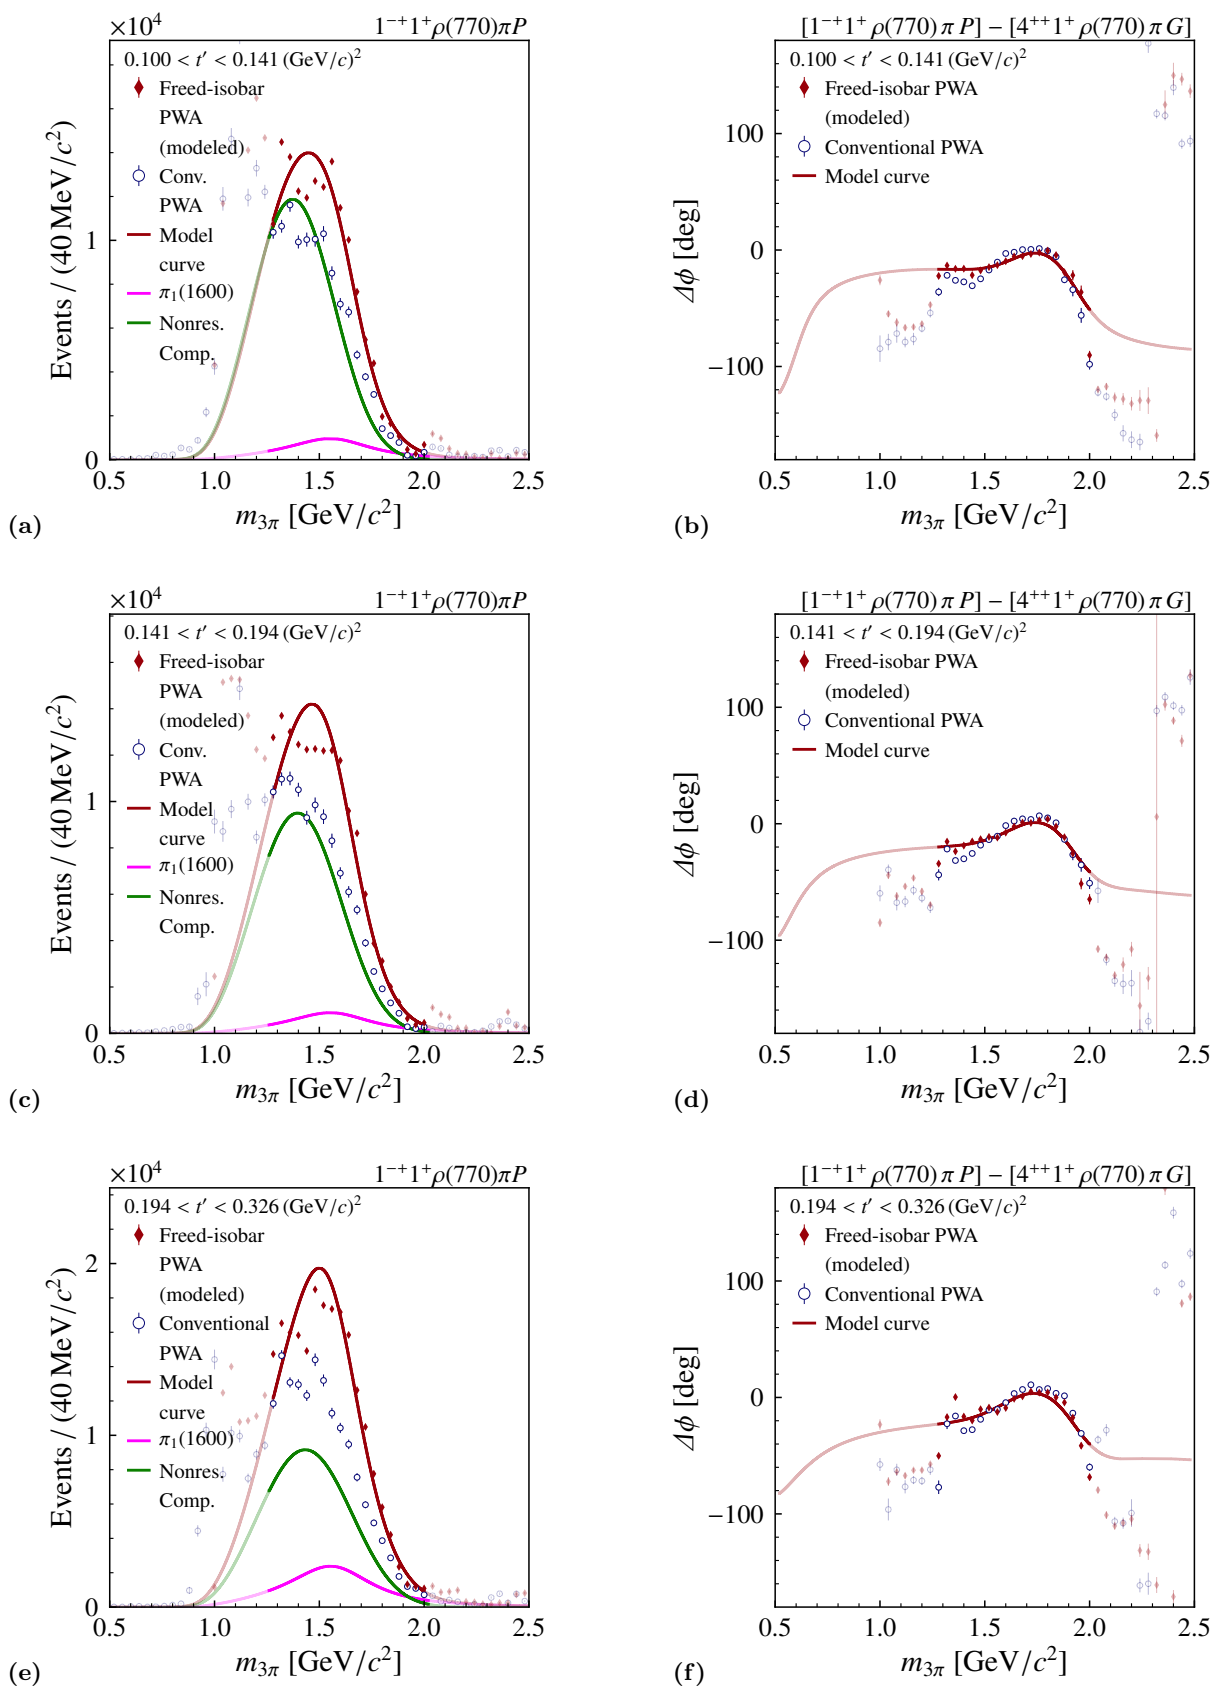 ×10⁴ 1⁻⁺1⁺ρ(770)πP
0.100 < t′ < 0.141 (GeV/c)²
Freed-isobar
PWA
(modeled)
Conv.
PWA
Model
curve
π₁(1600)
Nonres.
Comp.
Events / (40 MeV/c²)
1
0
0.5 1.0 1.5 2.0 2.5
m₃π [GeV/c²]
(a)
[1⁻⁺1⁺ ρ(770) π P] − [4⁺⁺1⁺ ρ(770) π G]
0.100 < t′ < 0.141 (GeV/c)²
Freed-isobar PWA
(modeled)
Conventional PWA
Model curve
Δϕ [deg]
100
0
−100
0.5 1.0 1.5 2.0 2.5
m₃π [GeV/c²]
(b)
×10⁴ 1⁻⁺1⁺ρ(770)πP
0.141 < t′ < 0.194 (GeV/c)²
Freed-isobar
PWA
(modeled)
Conv.
PWA
Model
curve
π₁(1600)
Nonres.
Comp.
Events / (40 MeV/c²)
1
0
0.5 1.0 1.5 2.0 2.5
m₃π [GeV/c²]
(c)
[1⁻⁺1⁺ ρ(770) π P] − [4⁺⁺1⁺ ρ(770) π G]
0.141 < t′ < 0.194 (GeV/c)²
Freed-isobar PWA
(modeled)
Conventional PWA
Model curve
Δϕ [deg]
100
0
−100
0.5 1.0 1.5 2.0 2.5
m₃π [GeV/c²]
(d)
×10⁴ 1⁻⁺1⁺ρ(770)πP
0.194 < t′ < 0.326 (GeV/c)²
Freed-isobar
PWA
(modeled)
Conventional
PWA
Model
curve
π₁(1600)
Nonres.
Comp.
Events / (40 MeV/c²)
2
1
0
0.5 1.0 1.5 2.0 2.5
m₃π [GeV/c²]
(e)
[1⁻⁺1⁺ ρ(770) π P] − [4⁺⁺1⁺ ρ(770) π G]
0.194 < t′ < 0.326 (GeV/c)²
Freed-isobar PWA
(modeled)
Conventional PWA
Model curve
Δϕ [deg]
100
0
−100
0.5 1.0 1.5 2.0 2.5
m₃π [GeV/c²]
(f)